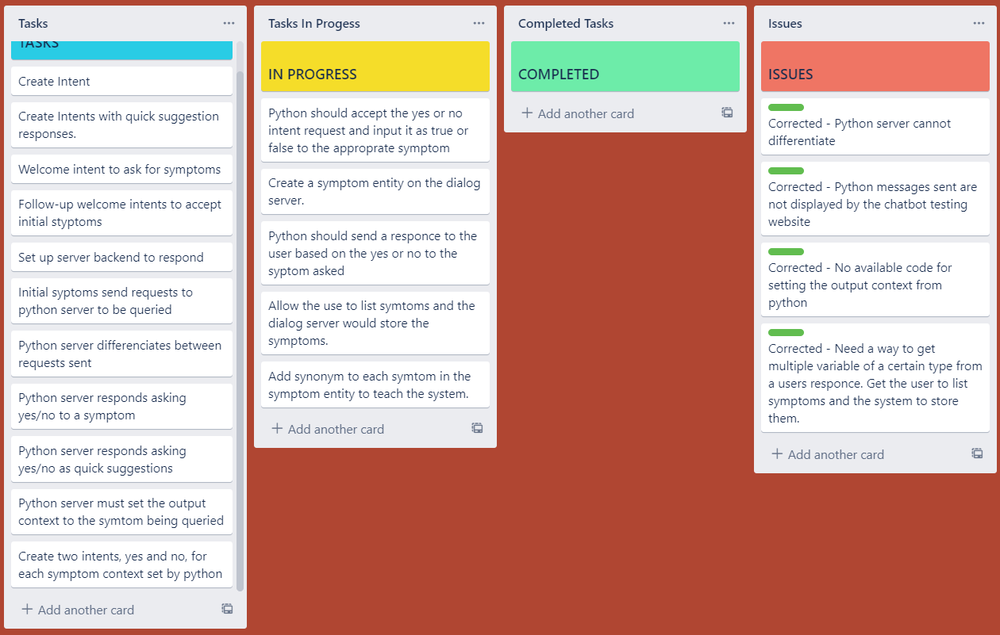 Tasks
TASKS
Create Intent
Create Intents with quick suggestion
responses.
Welcome intent to ask for symptoms
Follow-up welcome intents to accept
initial styptoms
Set up server backend to respond
Initial syptoms send requests to
python server to be queried
Python server differenciates between
requests sent
Python server responds asking
yes/no to a symptom
Python server responds asking
yes/no as quick suggestions
Python server must set the output
context to the symtom being queried
Create two intents, yes and no, for
each symptom context set by python
Add another card
Tasks In Progess
IN PROGRESS
Python should accept the yes or no
intent request and input it as true or
false to the approprate symptom
Create a symptom entity on the dialog
server.
Python should send a responce to the
user based on the yes or no to the
syptom asked
Allow the use to list symtoms and the
dialog server would store the
symptoms.
Add synonym to each symtom in the
symptom entity to teach the system.
Add another card
Completed Tasks
COMPLETED
Add another card
Issues
ISSUES
Corrected - Python server cannot
differentiate
Corrected - Python messages sent are
not displayed by the chatbot testing
website
Corrected - No available code for
setting the output context from
python
Corrected - Need a way to get
multiple variable of a certain type from
a users responce. Get the user to list
symptoms and the system to store
them.
Add another card